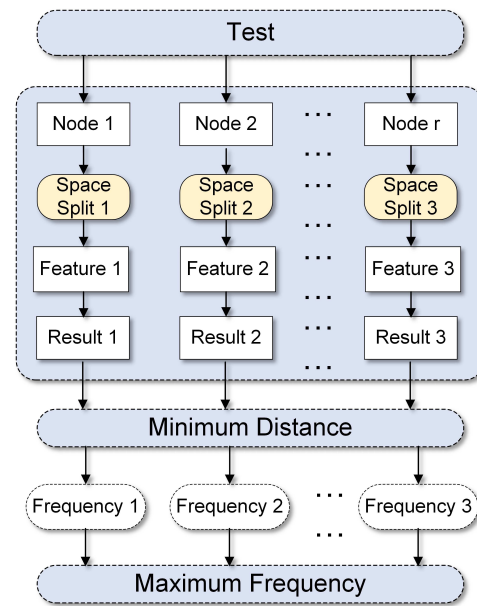 Test
Node 1 Node 2 ... Node r
...
Space Split 1 Space Split 2 ... Space Split 3
...
Feature 1 Feature 2 ... Feature 3
...
Result 1 Result 2 ... Result 3
...
Minimum Distance
Frequency 1 Frequency 2 ... Frequency 3
...
Maximum Frequency